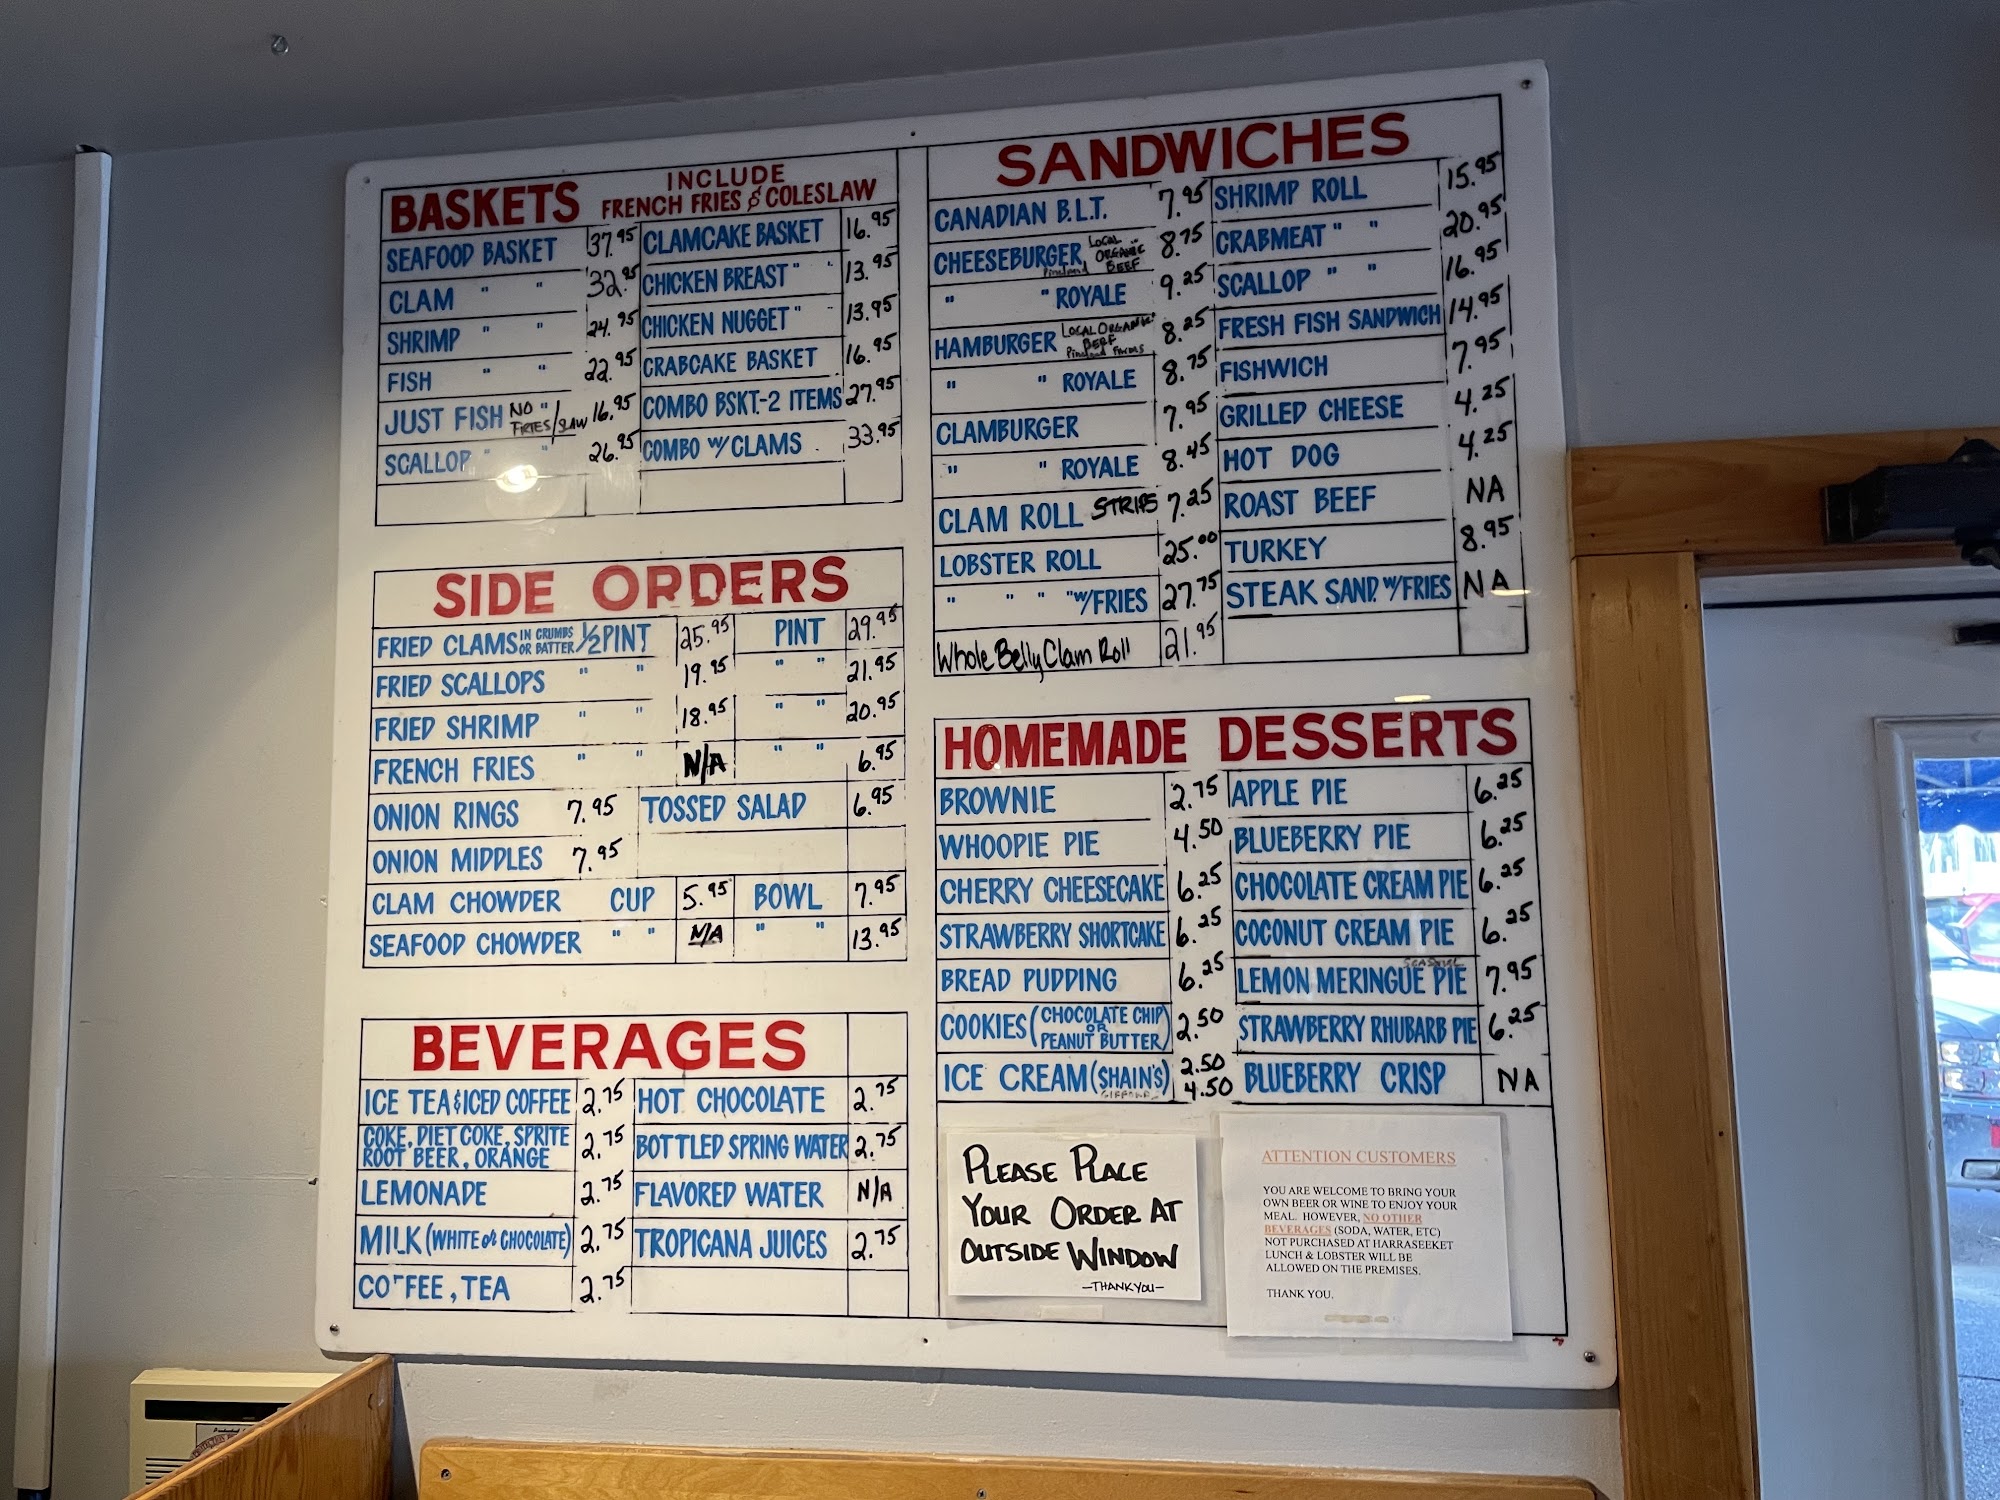 BASKETS INCLUDE
FRENCH FRIES & COLESLAW
SEAFOOD BASKET 37.95
CLAM " " 32.95
SHRIMP " " 24.95
FISH " " 22.95
JUST FISH NO " FRIES/SLAW 16.95
SCALLOP " " 26.95
CLAMCAKE BASKET 16.95
CHICKEN BREAST " " 13.95
CHICKEN NUGGET " 13.95
CRABCAKE BASKET 16.95
COMBO BSKT-2 ITEMS 27.95
COMBO W/CLAMS 33.95
SIDE ORDERS
FRIED CLAMS IN CRUMBS OR BATTER 1/2 PINT 25.95 PINT 29.95
FRIED SCALLOPS " " 19.95 " " 21.95
FRIED SHRIMP " " 18.95 " " 20.95
FRENCH FRIES " " N/A " " 6.95
ONION RINGS 7.95 TOSSED SALAD 6.95
ONION MIDDLES 7.95
CLAM CHOWDER CUP 5.95 BOWL 7.95
SEAFOOD CHOWDER " " N/A " " 13.95
BEVERAGES
ICE TEA & ICED COFFEE 2.75
COKE, DIET COKE, SPRITE
ROOT BEER, ORANGE 2.75
LEMONADE 2.75
MILK (WHITE or CHOCOLATE) 2.75
COFFEE, TEA 2.75
HOT CHOCOLATE 2.75
BOTTLED SPRING WATER 2.75
FLAVORED WATER N/A
TROPICANA JUICES 2.75
SANDWICHES
CANADIAN B.L.T. 7.95
CHEESEBURGER LOCAL ORGANIC BEEF Pineland 8.75
" " ROYALE 9.25
HAMBURGER LOCAL ORGANIC BEEF Pineland Farms 8.25
" " ROYALE 8.75
CLAMBURGER 7.95
" " ROYALE 8.45
CLAM ROLL STRIPS 7.25
LOBSTER ROLL 25.00
" " " " W/FRIES 27.75
Whole Belly Clam Roll 21.95
SHRIMP ROLL 15.95
CRABMEAT " " 20.95
SCALLOP " " 16.95
FRESH FISH SANDWICH 14.95
FISHWICH 7.95
GRILLED CHEESE 4.25
HOT DOG 4.25
ROAST BEEF NA
TURKEY 8.95
STEAK SAND. W/FRIES NA
HOMEMADE DESSERTS
BROWNIE 2.75
WHOOPIE PIE 4.50
CHERRY CHEESECAKE 6.25
STRAWBERRY SHORTCAKE 6.25
BREAD PUDDING 6.25
COOKIES (CHOCOLATE CHIP OR PEANUT BUTTER) 2.50
ICE CREAM (SHAIN'S) 2.50 4.50
APPLE PIE 6.25
BLUEBERRY PIE 6.25
CHOCOLATE CREAM PIE 6.25
COCONUT CREAM PIE 6.25
LEMON MERINGUE PIE 7.95
STRAWBERRY RHUBARB PIE 6.25
BLUEBERRY CRISP NA
PLEASE PLACE
YOUR ORDER AT
OUTSIDE WINDOW
-THANK YOU-
ATTENTION CUSTOMERS
YOU ARE WELCOME TO BRING YOUR
OWN BEER OR WINE TO ENJOY YOUR
MEAL. HOWEVER, NO OTHER
BEVERAGES (SODA, WATER, ETC)
NOT PURCHASED AT HARRASEEKET
LUNCH & LOBSTER WILL BE
ALLOWED ON THE PREMISES.
THANK YOU.